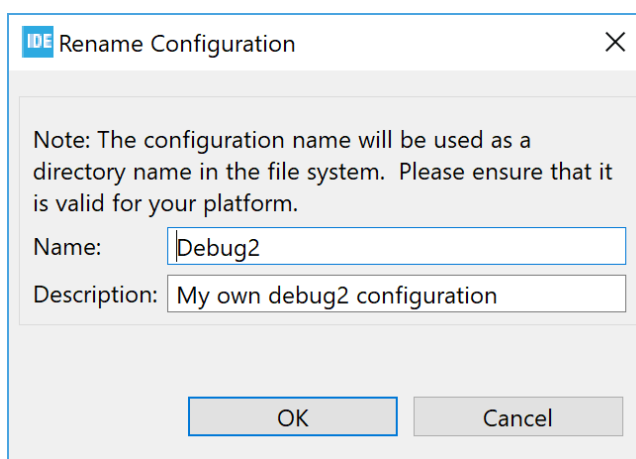 IDE Rename Configuration
Note: The configuration name will be used as a
directory name in the file system.  Please ensure that it
is valid for your platform.
Name: Debug2
Description: My own debug2 configuration
OK Cancel